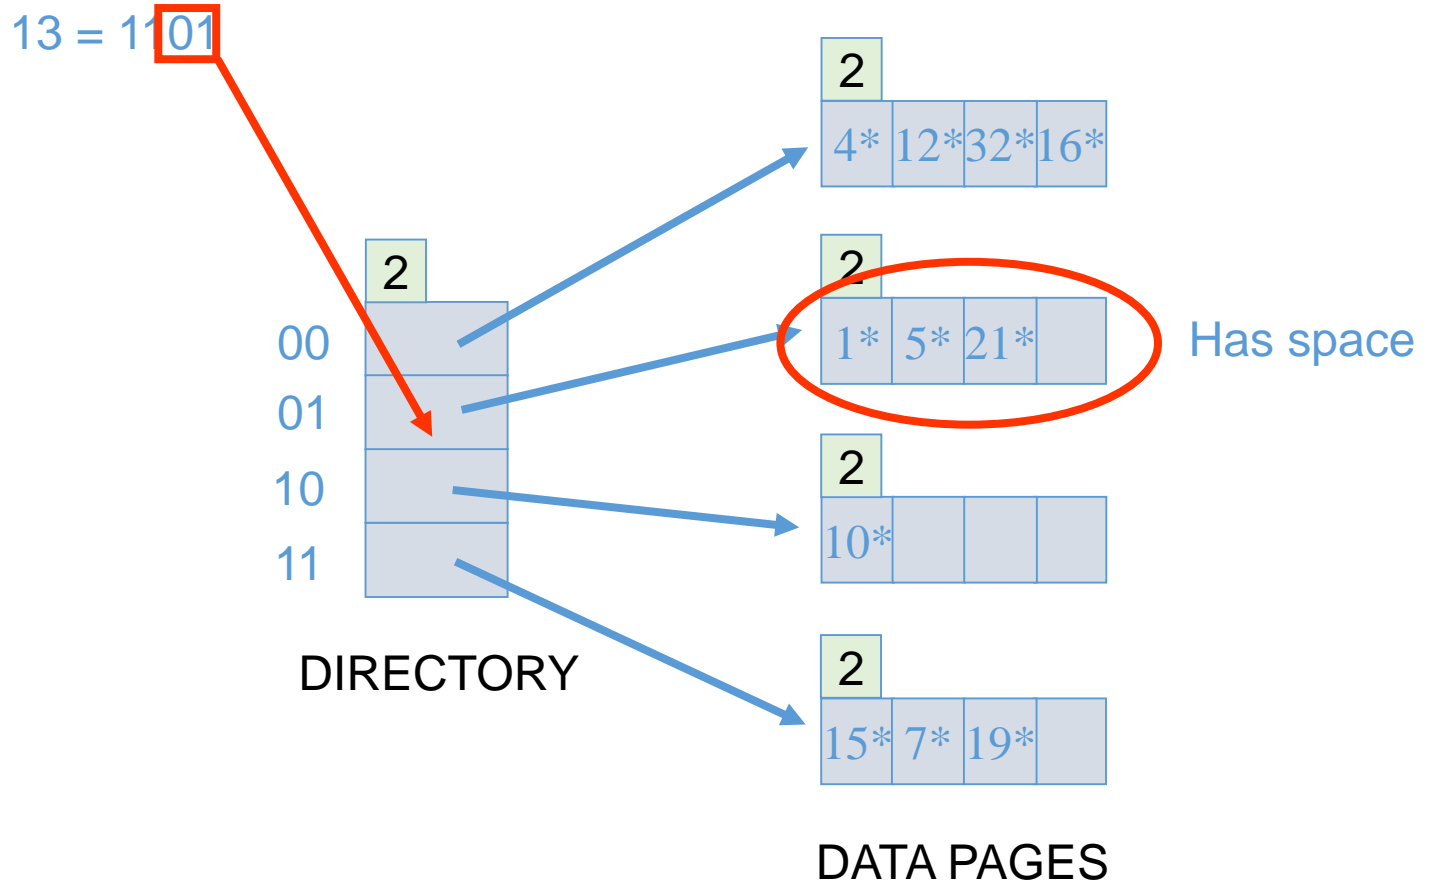 13 = 1101
2
4* 12* 32* 16*
2
2
1* 5* 21*
Has space
00
01
10
11
2
10*
DIRECTORY
2
15* 7* 19*
DATA PAGES